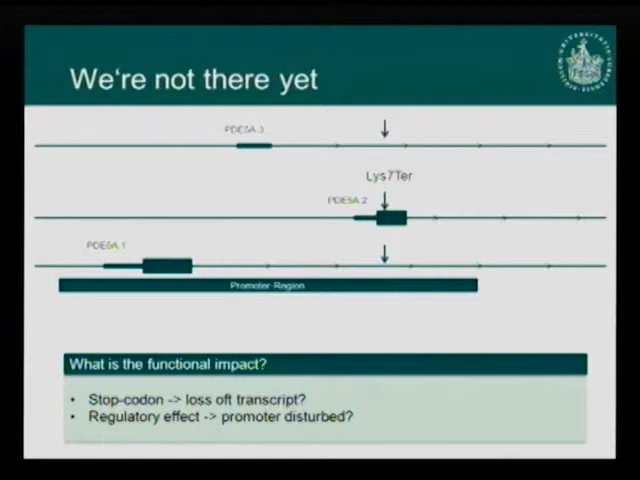 We're not there yet
PDE5A.3
Lys7Ter
PDE5A.2
PDE5A.1
Promoter Region
What is the functional impact?
• Stop-codon -> loss oft transcript?
• Regulatory effect -> promoter disturbed?